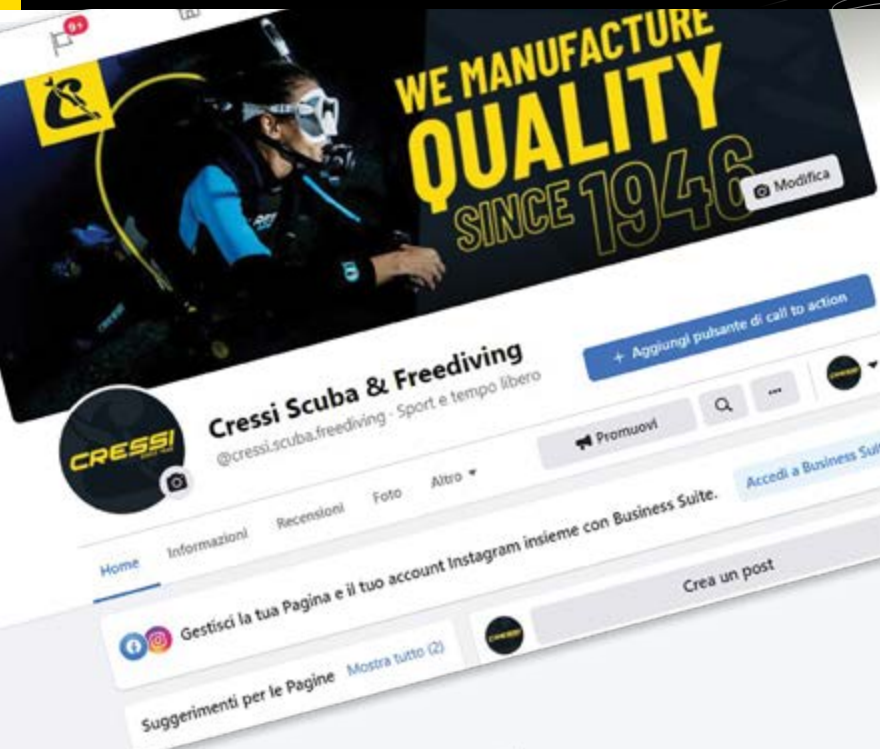 9+
WE MANUFACTURE
QUALITY
SINCE 1946
Modifica
+ Aggiungi pulsante di call to action
CRESSI
Cressi Scuba & Freediving
@cressi.scuba.freediving · Sport e tempo libero
Promuovi
Home
Informazioni
Recensioni
Foto
Altro
Gestisci la tua Pagina e il tuo account Instagram insieme con Business Suite.
Accedi a Business
Suggerimenti per le Pagine
Mostra tutto (2)
CRESSI
Crea un post